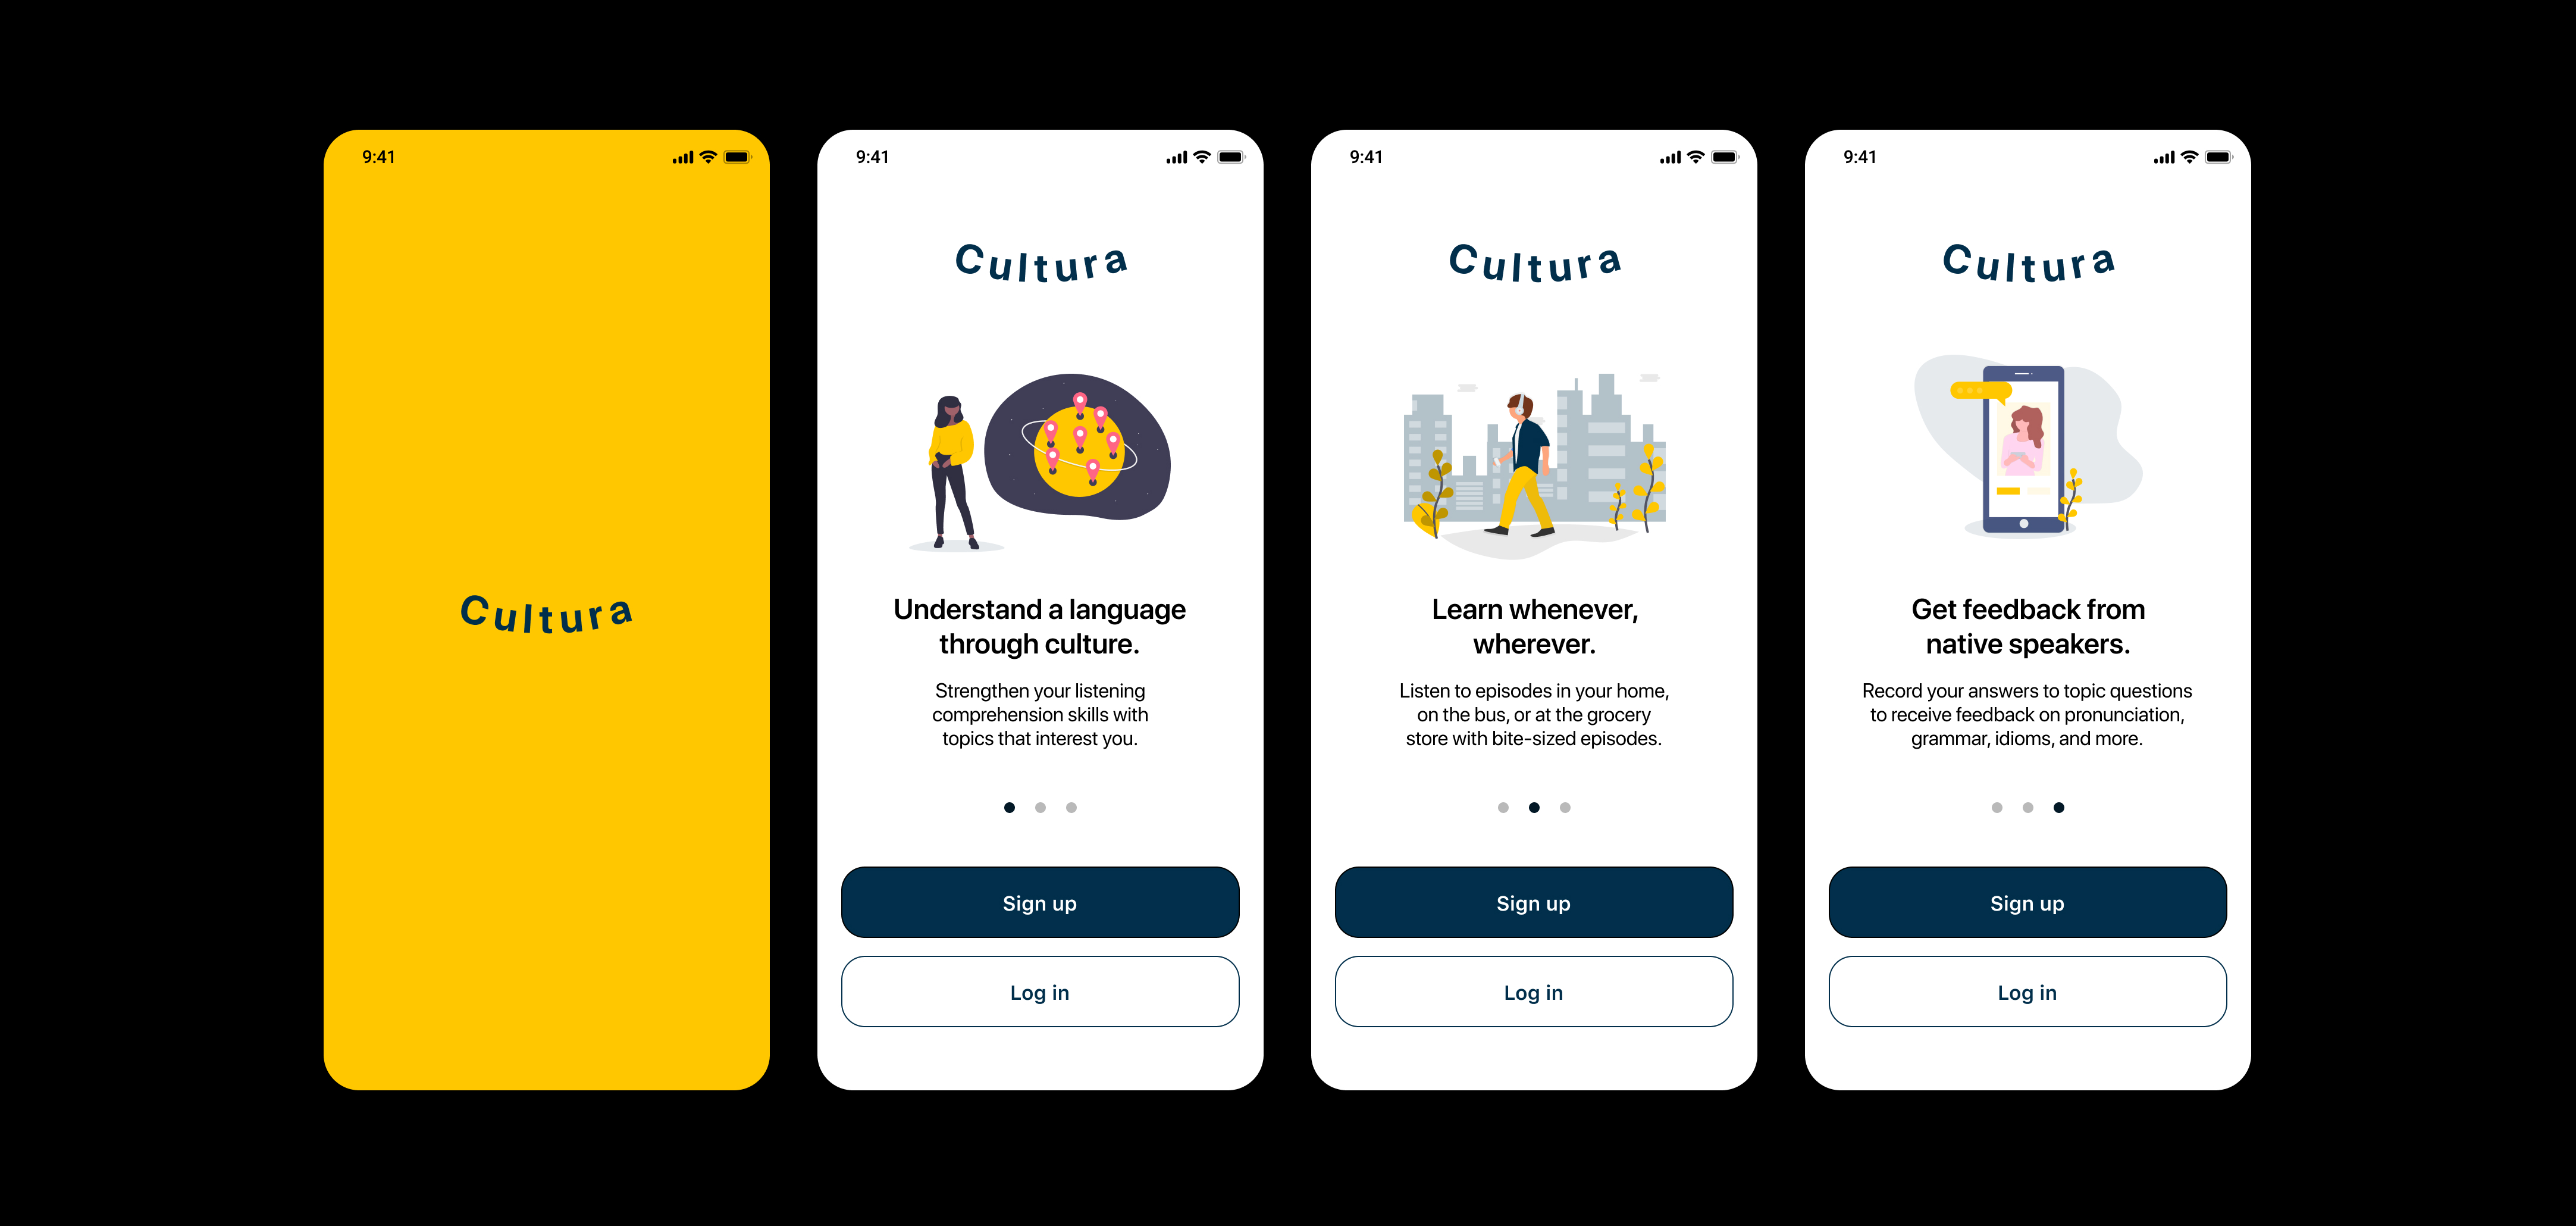 9:41
Cultura
9:41
Cultura
Understand a language
through culture.
Strengthen your listening
comprehension skills with
topics that interest you.
Sign up
Log in
9:41
Cultura
Learn whenever,
wherever.
Listen to episodes in your home,
on the bus, or at the grocery
store with bite-sized episodes.
Sign up
Log in
9:41
Cultura
Get feedback from
native speakers.
Record your answers to topic questions
to receive feedback on pronunciation,
grammar, idioms, and more.
Sign up
Log in